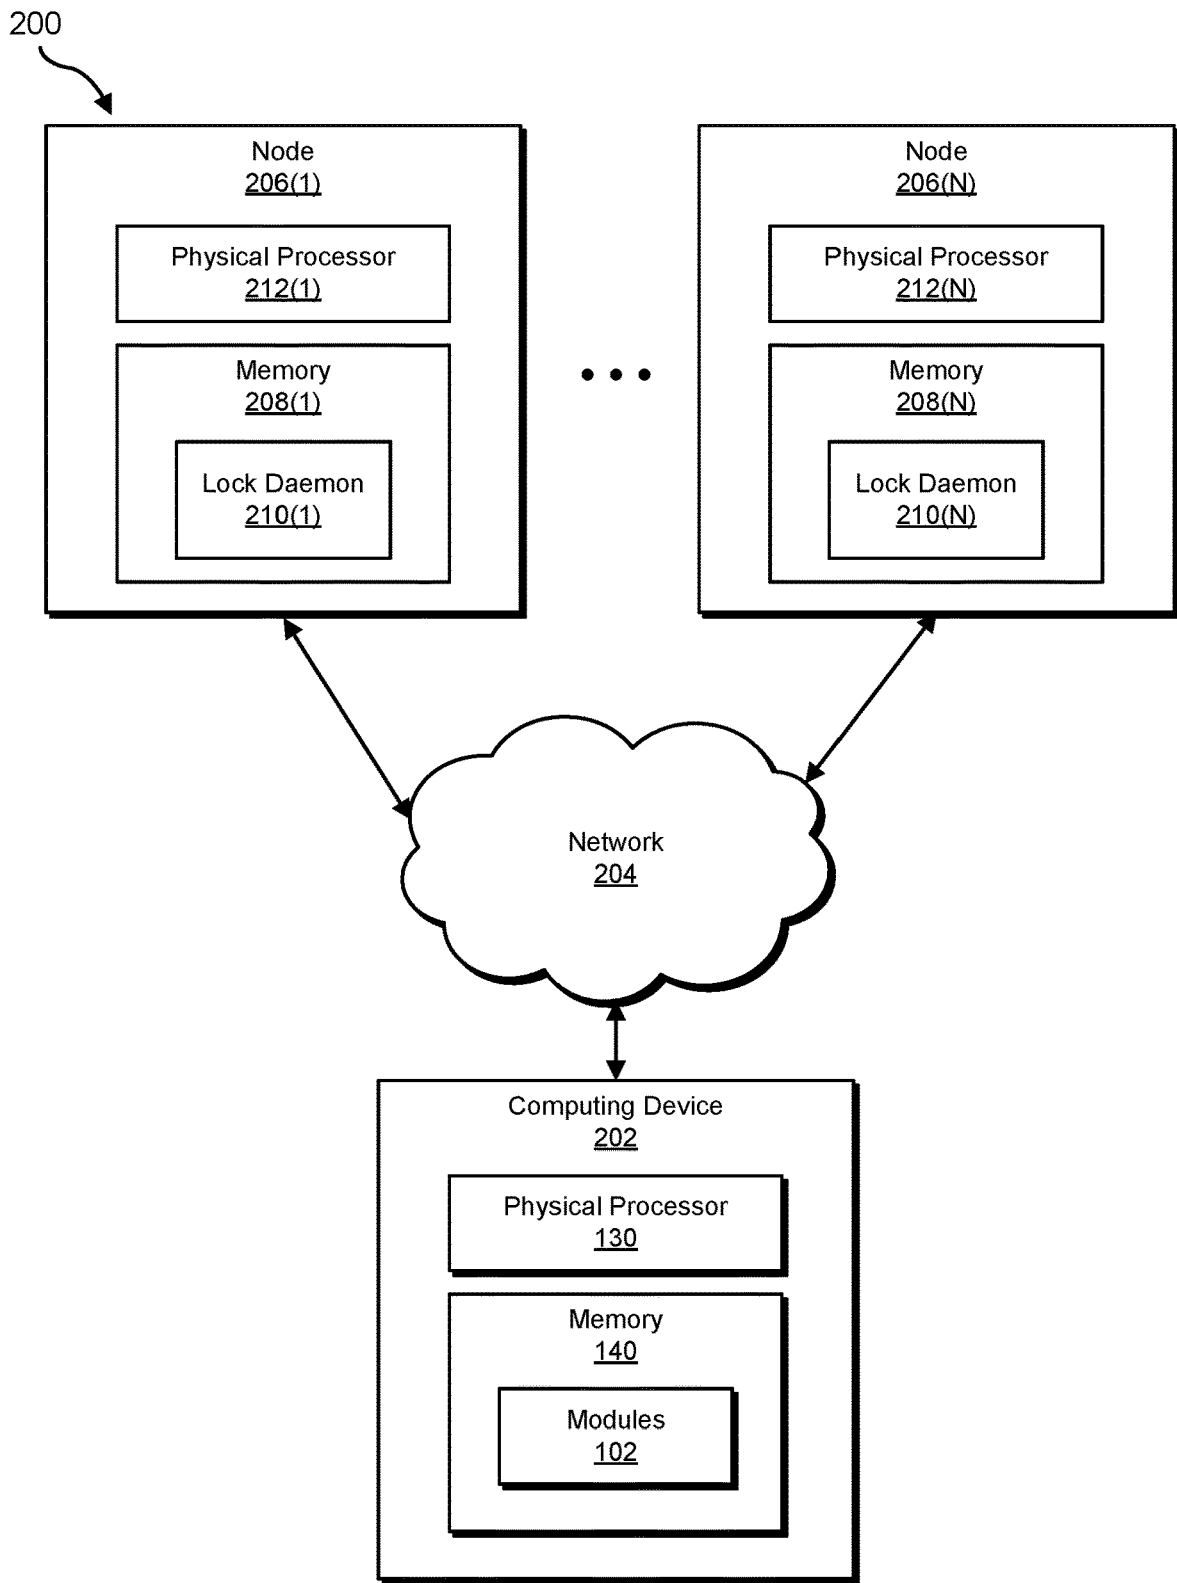 200
Node
206(1)
Physical Processor
212(1)
Memory
208(1)
Lock Daemon
210(1)
Node
206(N)
Physical Processor
212(N)
Memory
208(N)
Lock Daemon
210(N)
Network
204
Computing Device
202
Physical Processor
130
Memory
140
Modules
102